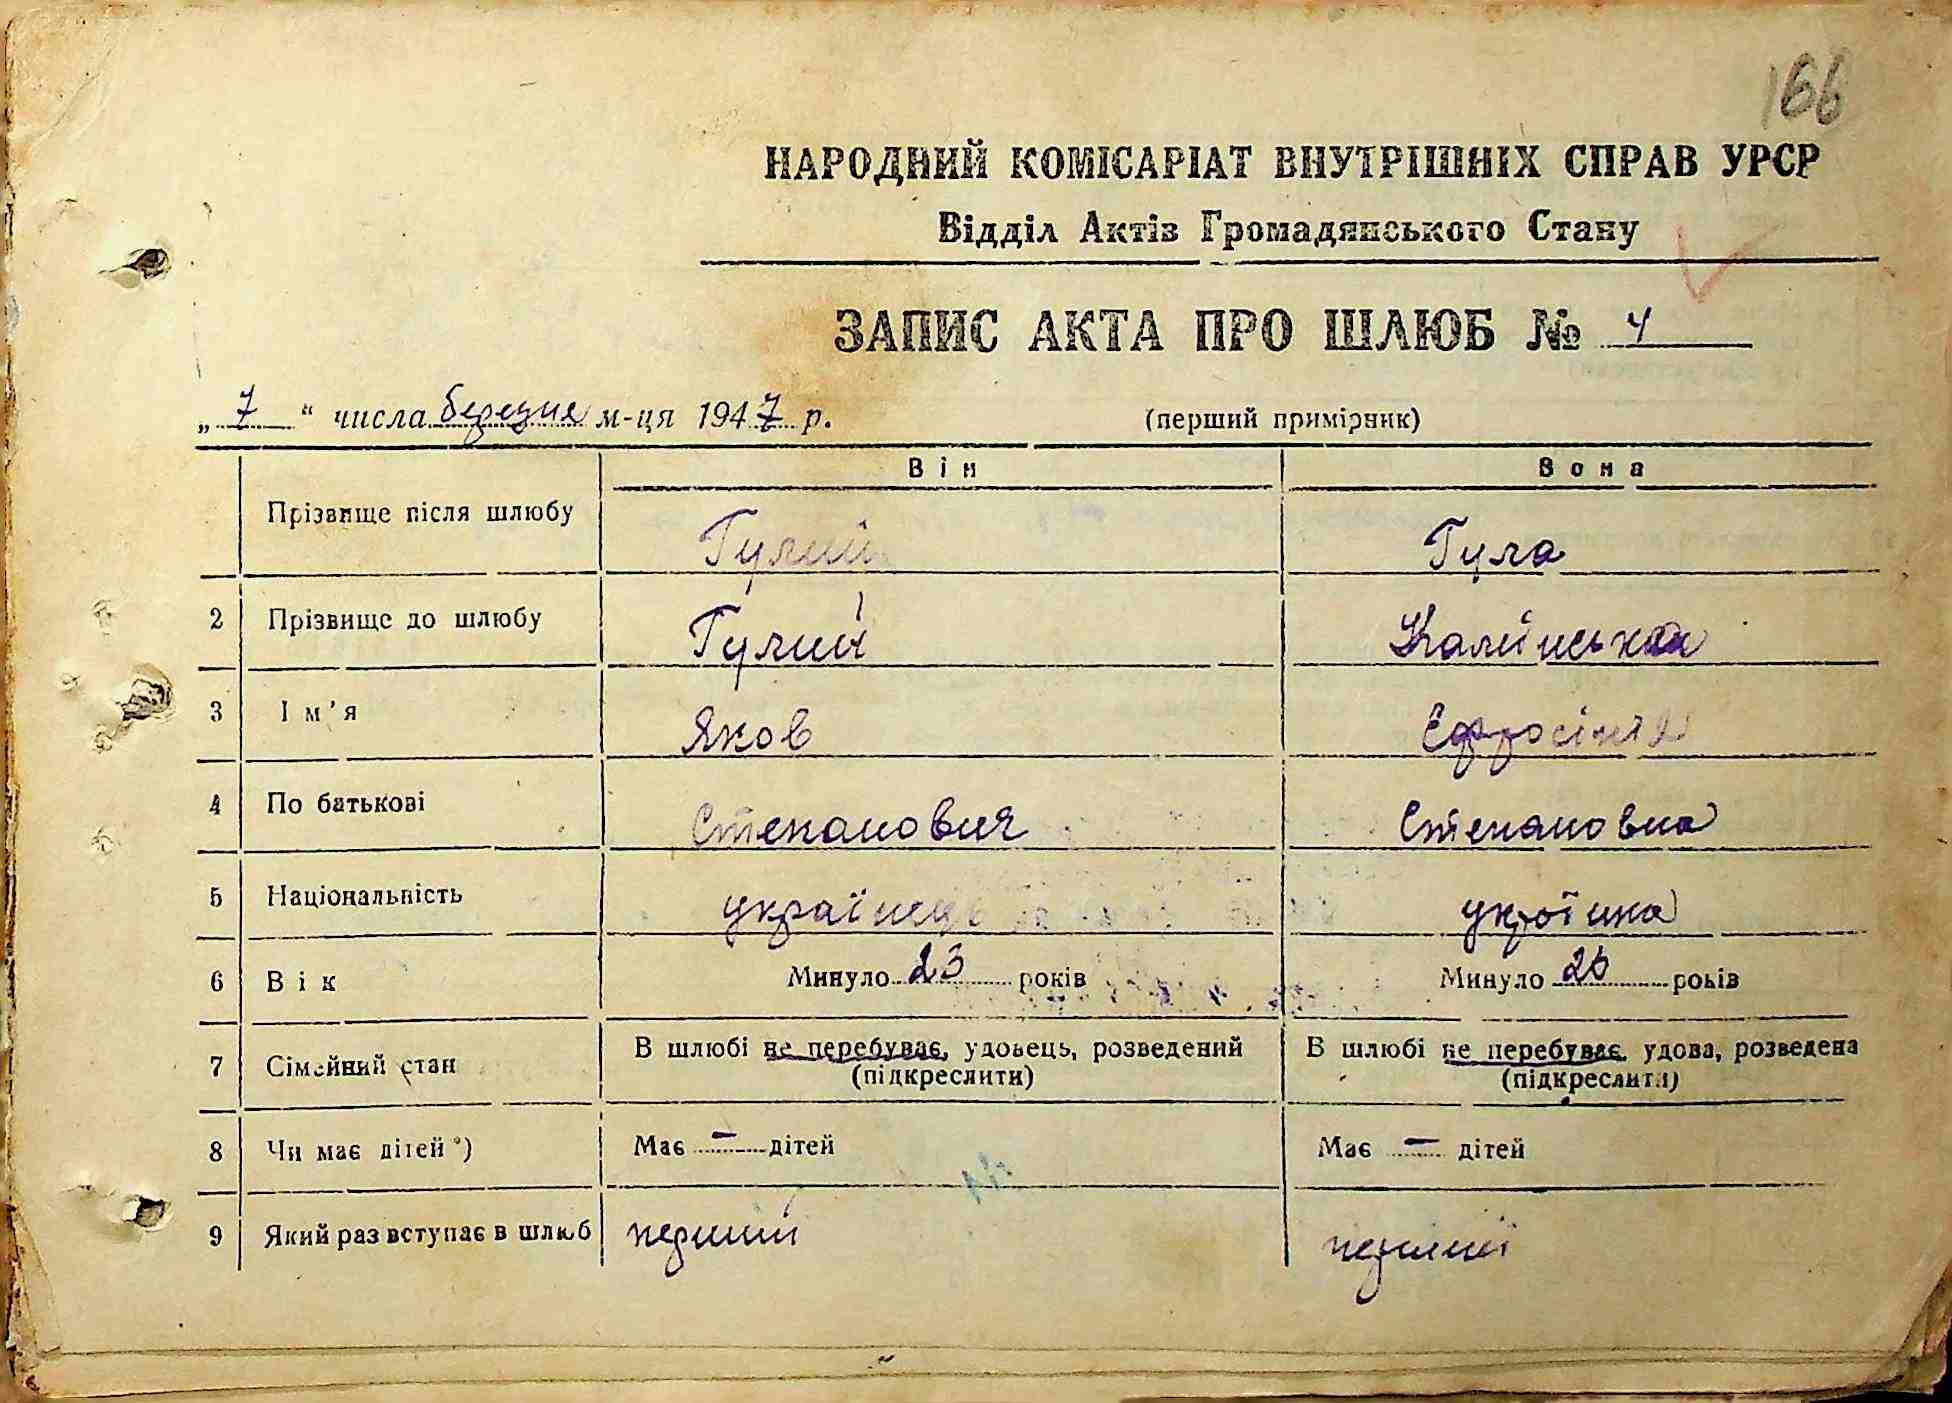 166
НАРОДНИЙ КОМІСАРІАТ ВНУТРІШНІХ СПРАВ УРСР
Відділ Актів Громадянського Стану
ЗАПИС АКТА ПРО ШЛЮБ № 4
„7“ числа березня м-ця 1947 р. (перший примірник)
Він Вона
Прізвище після шлюбу Гулий Гула
2 Прізвище до шлюбу Гулий Калінська
3 Ім'я Яков Єфросінія
4 По батькові Степанович Степановна
5 Національність українець українка
6 Вік Минуло 23 років Минуло 26 років
7 Сімейний стан В шлюбі не перебуває, удовець, розведений В шлюбі не перебуває, удова, розведена
(підкреслити) (підкреслити)
8 Чи має дітей *) Має — дітей Має — дітей
9 Який раз вступає в шлюб перший перший